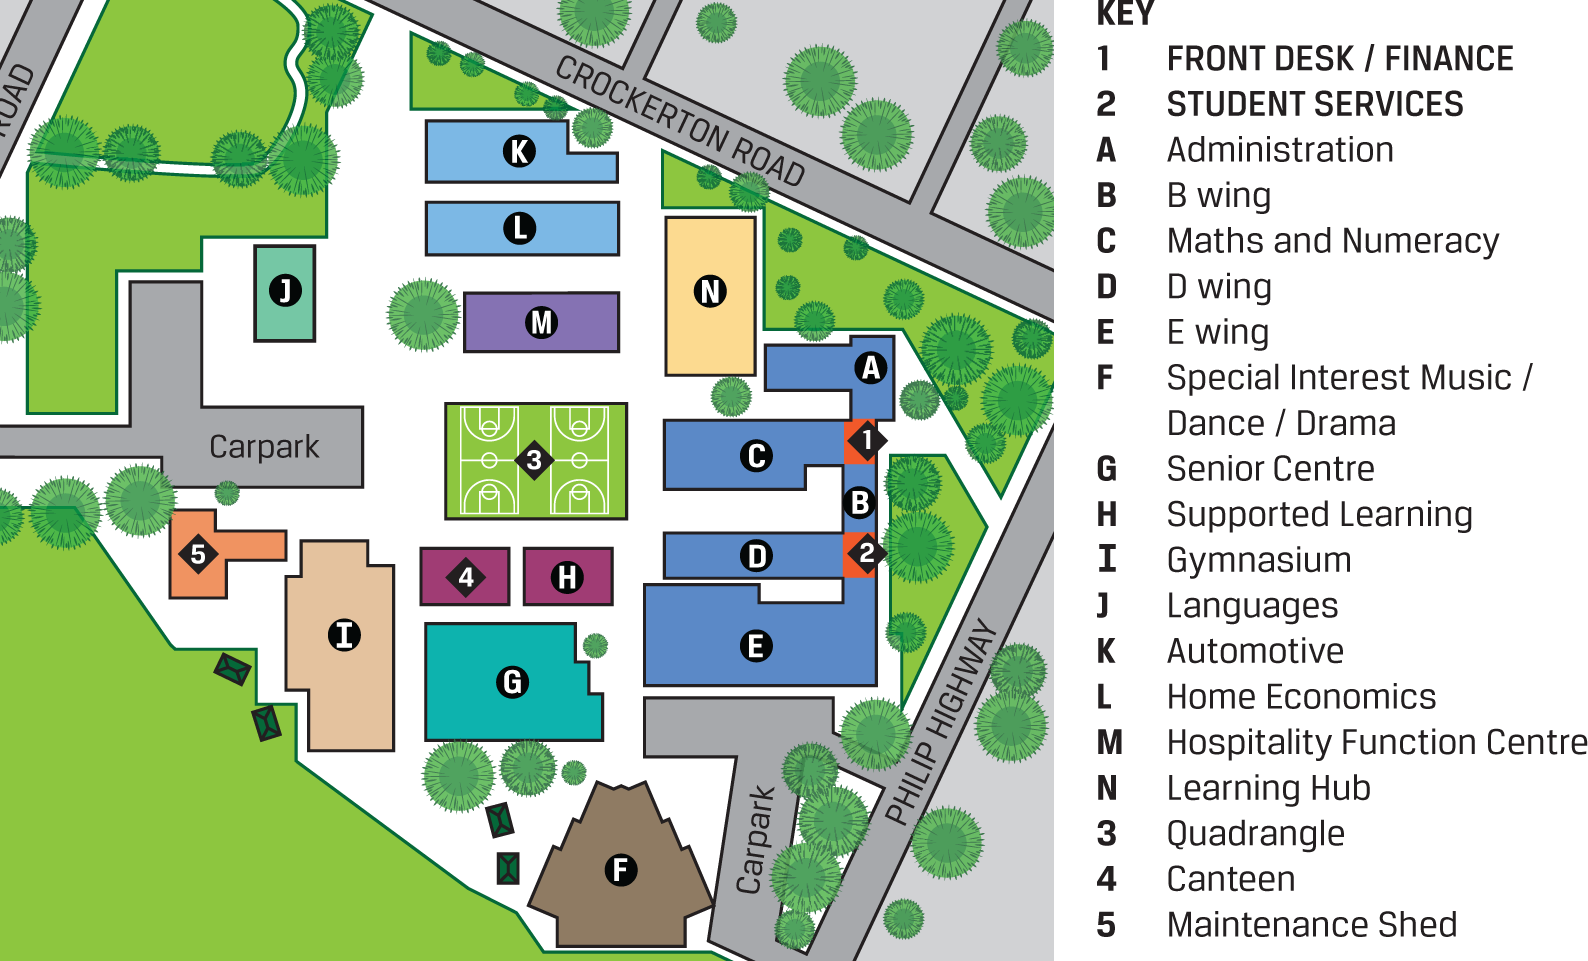 ROAD
CROCKERTON ROAD
K
L
J
M
N
A
Carpark
3
C
1
B
5
4
H
D
2
I
G
E
PHILIP HIGHWAY
Carpark
F
KEY
1 FRONT DESK / FINANCE
2 STUDENT SERVICES
A Administration
B B wing
C Maths and Numeracy
D D wing
E E wing
F Special Interest Music /
Dance / Drama
G Senior Centre
H Supported Learning
I Gymnasium
J Languages
K Automotive
L Home Economics
M Hospitality Function Centre
N Learning Hub
3 Quadrangle
4 Canteen
5 Maintenance Shed